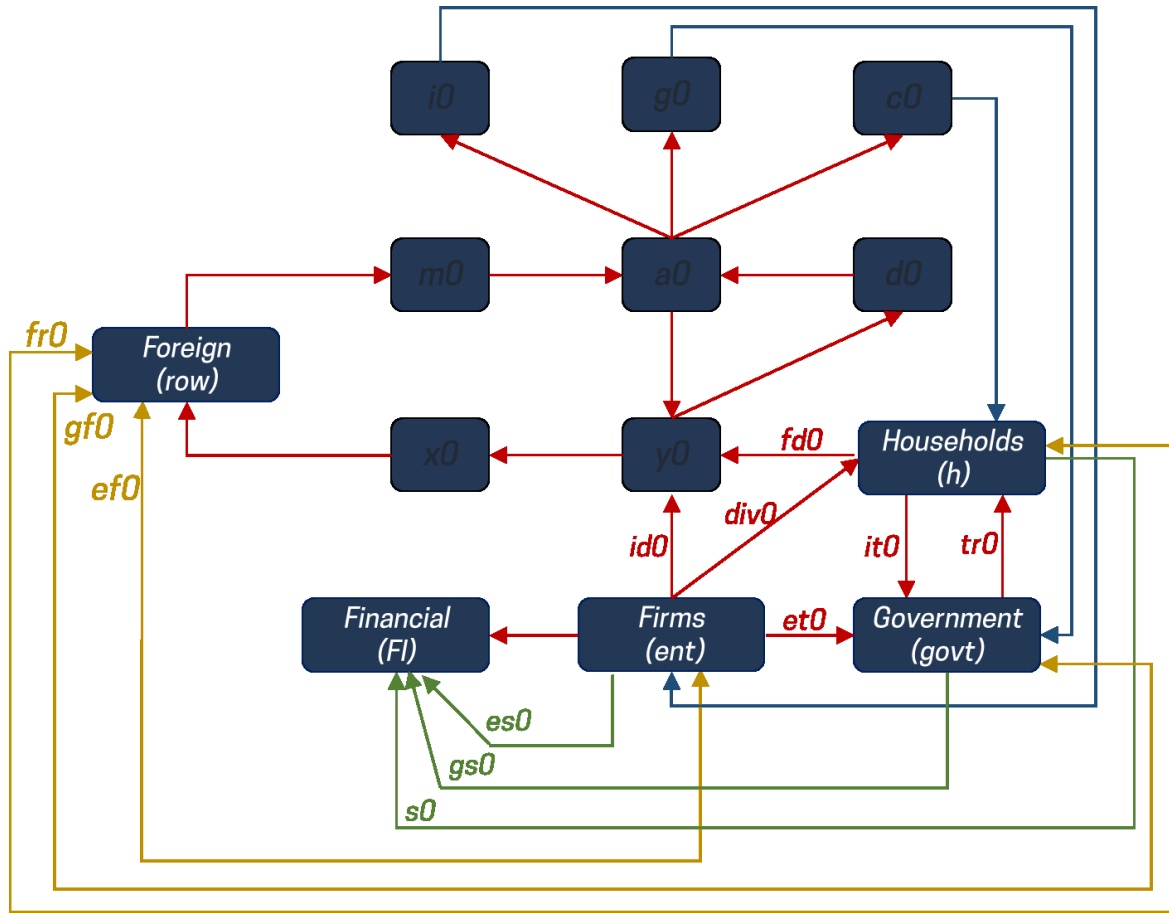 i0
g0
c0
m0
a0
d0
fr0
Foreign
(row)
gf0
ef0
x0
y0
fd0
Households
(h)
div0
id0
it0
tr0
Financial
(FI)
Firms
(ent)
et0
Government
(govt)
es0
gs0
s0